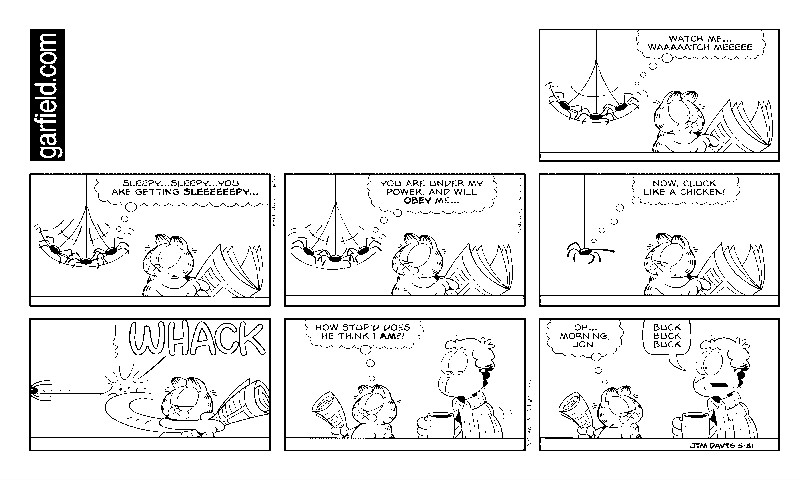 garfield.com
WATCH ME...
WAAAAATCH MEEEEE
SLEEPY...SLEEPY...YOU
ARE GETTING SLEEEEEEPY...
YOU ARE UNDER MY
POWER, AND WILL
OBEY ME...
NOW, CLUCK
LIKE A CHICKEN!
WHACK
HOW STUPID DOES
HE THINK I AM?!
OH...
MORNING,
JON
BUCK
BUCK
BUCK
JIM DAVIS 5-31